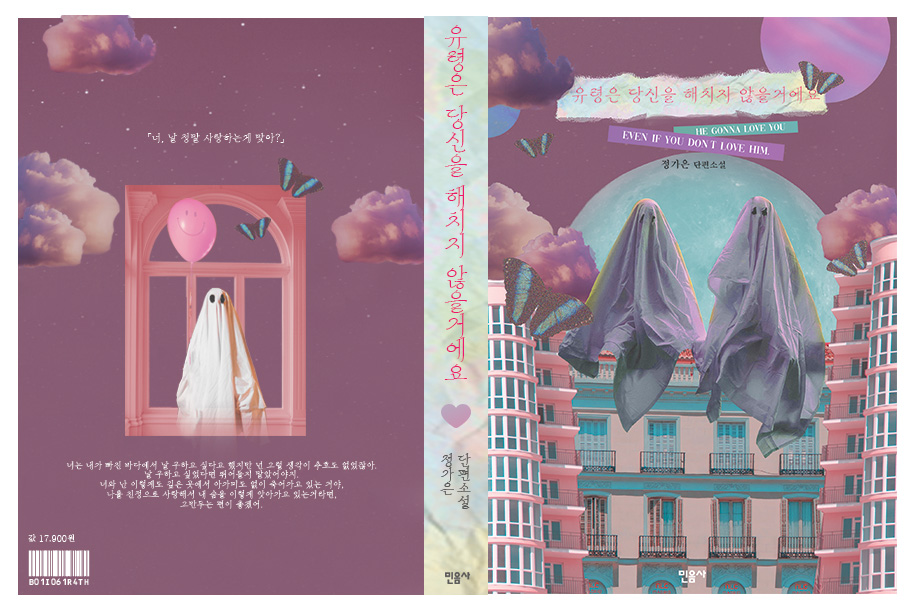 「너, 날 정말 사랑하는게 맞아?」
너는 내가 빠진 바다에서 날 구하고 싶다고 했지만 넌 그럴 생각이 추호도 없었잖아.
날 구하고 싶었다면 뛰어들지 말았어야지.
너와 난 이렇게도 깊은 곳에서 아가미도 없이 죽어가고 있는 거야.
나를 진정으로 사랑해서 내 숨을 이렇게 앗아가고 있는거라면,
그만두는 편이 좋겠어.
값 17,900원
B01I061R4TH
유령은 당신을 해치지 않을거에요
단편소설
정가은
민음사
유령은 당신을 해치지 않을거에요
HE GONNA LOVE YOU
EVEN IF YOU DON'T LOVE HIM.
정가은 단편소설
민음사